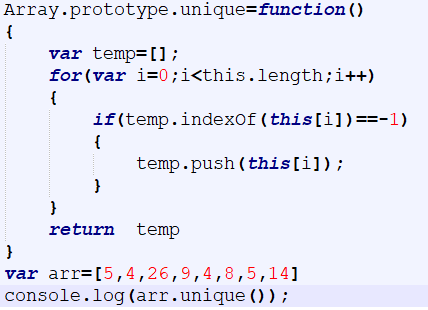 Array.prototype.unique=function()
{
    var temp=[];
    for(var i=0;i<this.length;i++)
    {
        if(temp.indexOf(this[i])==-1)
        {
            temp.push(this[i]);
        }
    }
    return  temp
}
var arr=[5,4,26,9,4,8,5,14]
console.log(arr.unique());